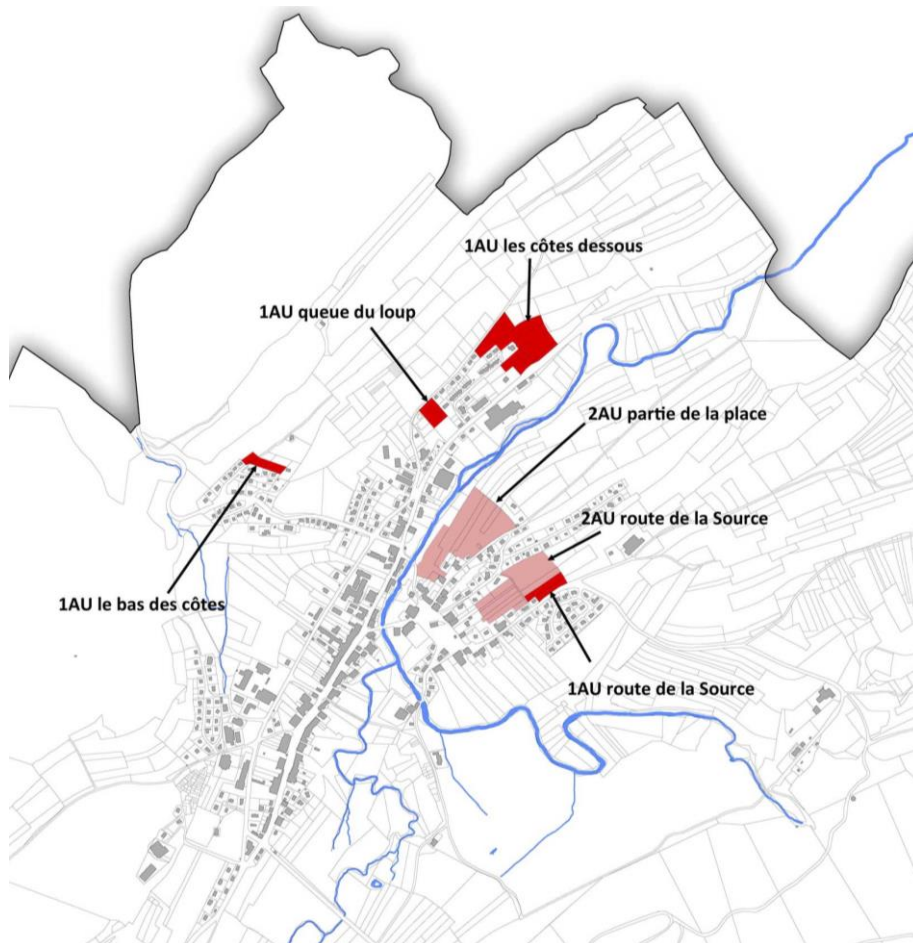 1AU les côtes dessous
1AU queue du loup
2AU partie de la place
2AU route de la Source
1AU le bas des côtes
1AU route de la Source